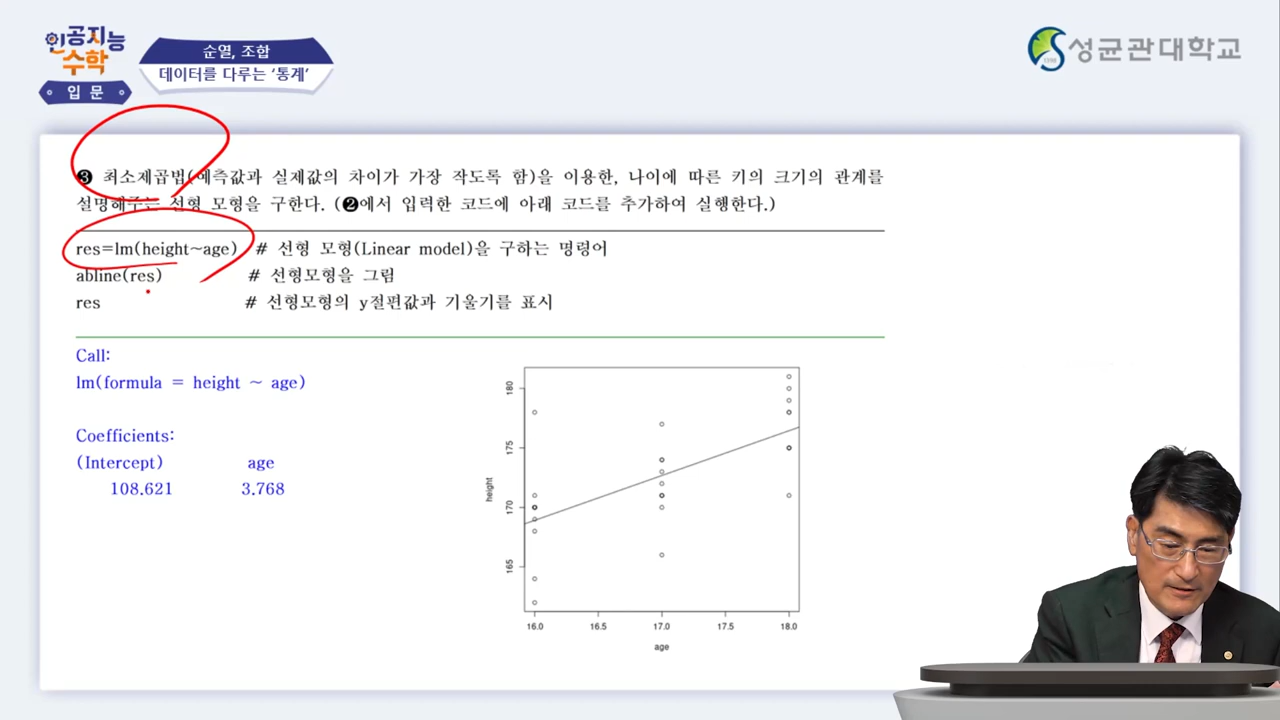 인공지능
수학
입문
순열, 조합
데이터를 다루는 ‘통계’
성균관대학교
❸ 최소제곱법(예측값과 실제값의 차이가 가장 작도록 함)을 이용한, 나이에 따른 키의 크기의 관계를
설명해주는 선형 모형을 구한다. (❷에서 입력한 코드에 아래 코드를 추가하여 실행한다.)
res=lm(height~age) # 선형 모형(Linear model)을 구하는 명령어
abline(res) # 선형모형을 그림
res # 선형모형의 y절편값과 기울기를 표시
Call:
lm(formula = height ~ age)
Coefficients:
(Intercept) age
108.621 3.768
180
175
170
165
height
16.0 16.5 17.0 17.5 18.0
age